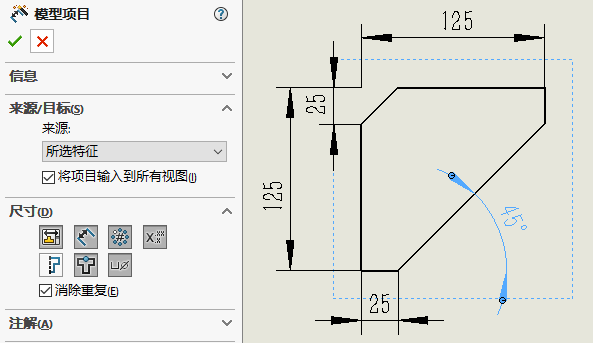 模型项目
信息
来源/目标(S)
来源:
所选特征
将项目输入到所有视图(I)
尺寸(D)
消除重复(E)
注解(A)
125
25
125
45°
25